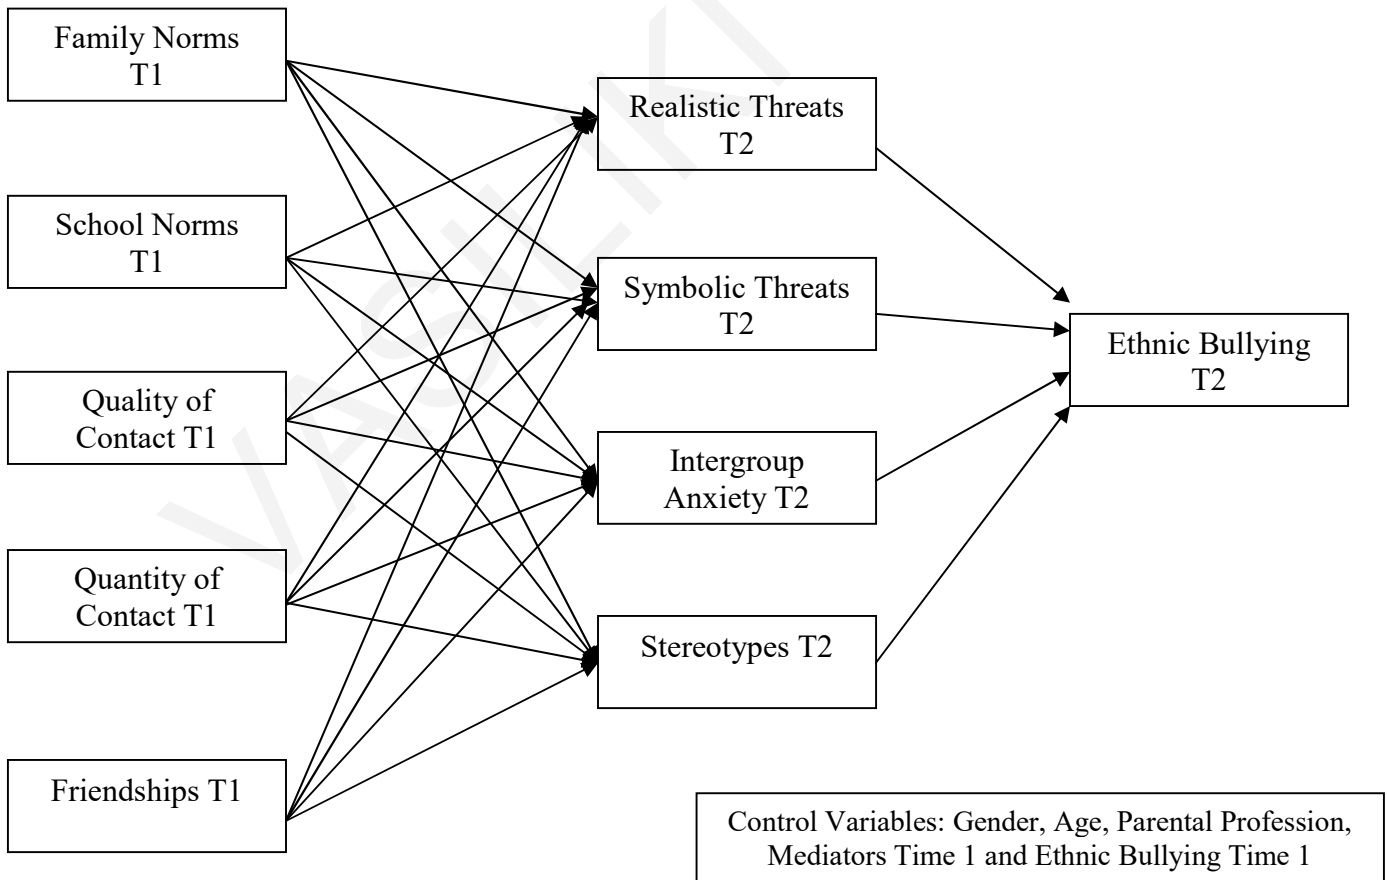 Family Norms
T1
School Norms
T1
Quality of
Contact T1
Quantity of
Contact T1
Friendships T1
Realistic Threats
T2
Symbolic Threats
T2
Intergroup
Anxiety T2
Stereotypes T2
Ethnic Bullying
T2
Control Variables: Gender, Age, Parental Profession,
Mediators Time 1 and Ethnic Bullying Time 1
VASILIKI